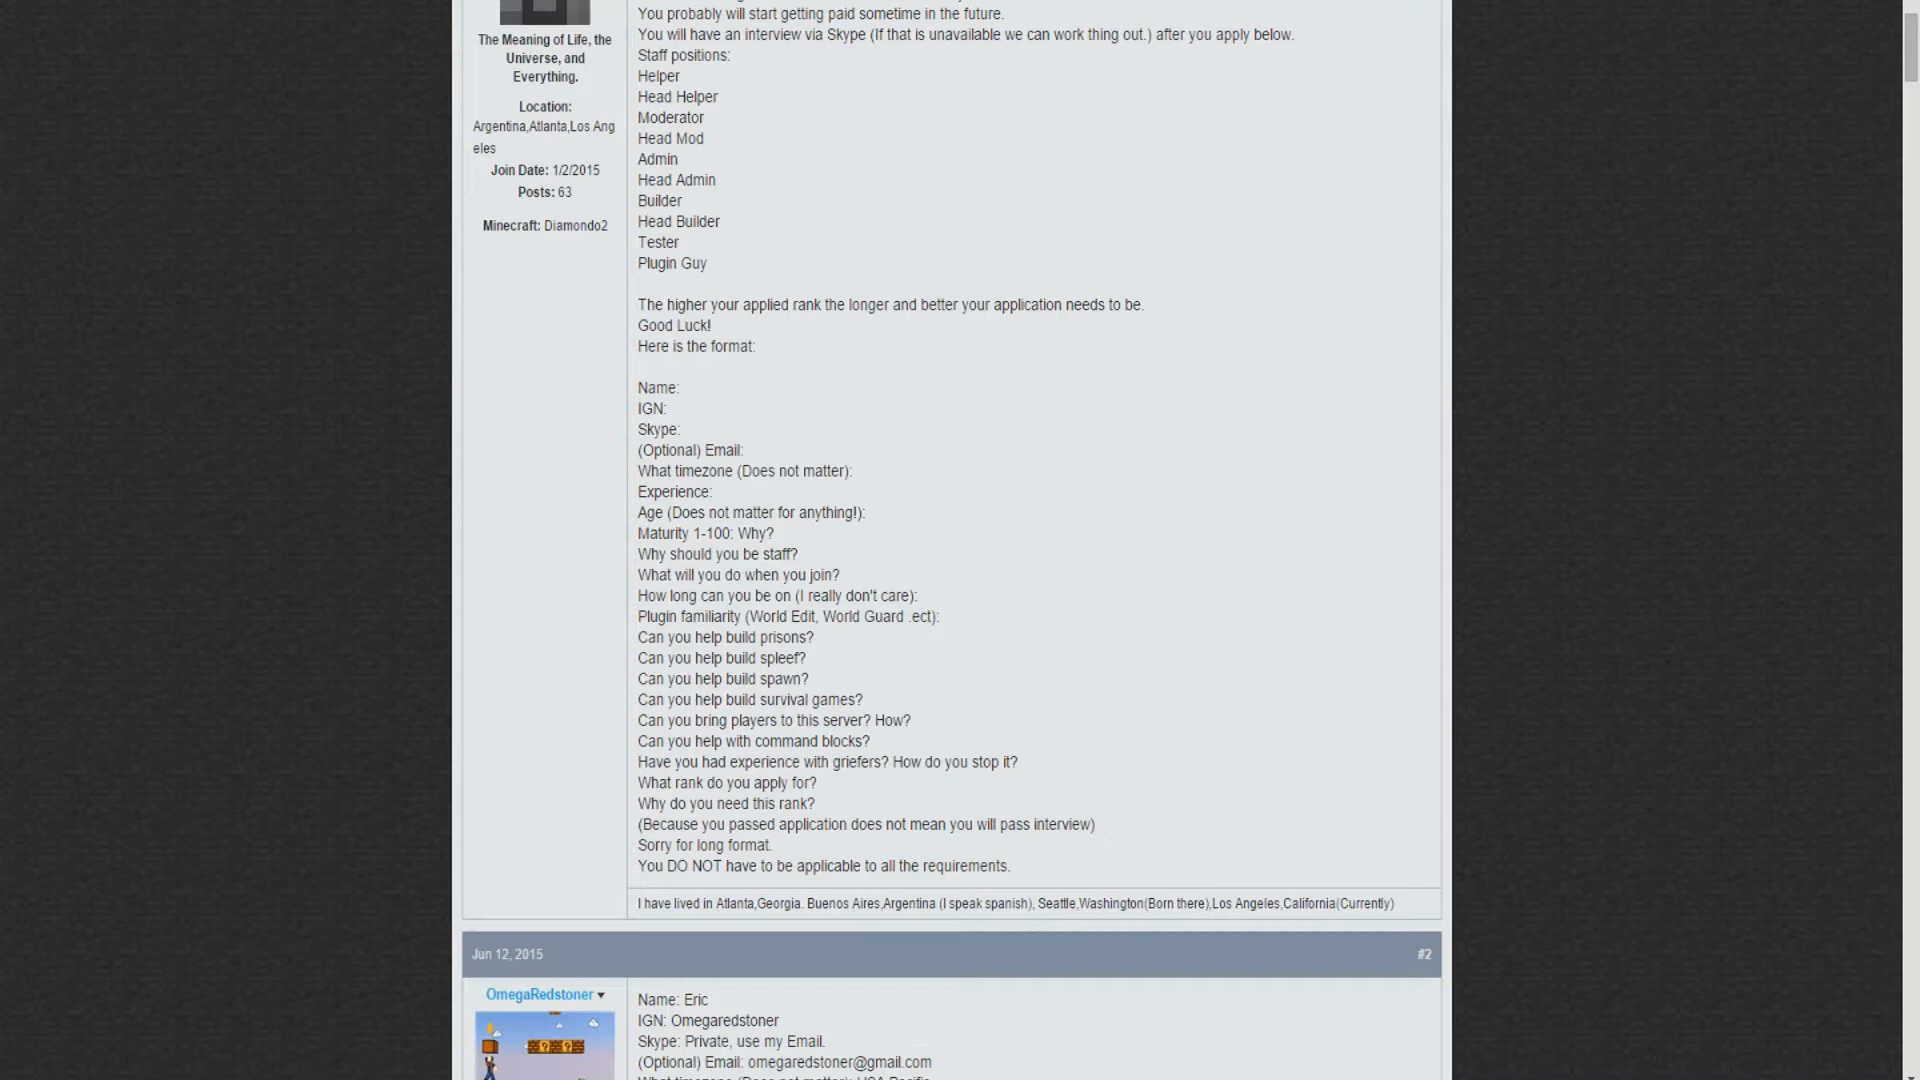 The Meaning of Life, the
Universe, and
Everything.
Location:
Argentina,Atlanta,Los Ang
eles
Join Date: 1/2/2015
Posts: 63
Minecraft: Diamondo2
You probably will start getting paid sometime in the future.
You will have an interview via Skype (If that is unavailable we can work thing out.) after you apply below.
Staff positions:
Helper
Head Helper
Moderator
Head Mod
Admin
Head Admin
Builder
Head Builder
Tester
Plugin Guy
The higher your applied rank the longer and better your application needs to be.
Good Luck!
Here is the format:
Name:
IGN:
Skype:
(Optional) Email:
What timezone (Does not matter):
Experience:
Age (Does not matter for anything!):
Maturity 1-100: Why?
Why should you be staff?
What will you do when you join?
How long can you be on (I really don't care):
Plugin familiarity (World Edit, World Guard .ect):
Can you help build prisons?
Can you help build spleef?
Can you help build spawn?
Can you help build survival games?
Can you bring players to this server? How?
Can you help with command blocks?
Have you had experience with griefers? How do you stop it?
What rank do you apply for?
Why do you need this rank?
(Because you passed application does not mean you will pass interview)
Sorry for long format.
You DO NOT have to be applicable to all the requirements.
I have lived in Atlanta,Georgia. Buenos Aires,Argentina (I speak spanish), Seattle,Washington(Born there),Los Angeles,California(Currently)
Jun 12, 2015
#2
OmegaRedstoner
Name: Eric
IGN: Omegaredstoner
Skype: Private, use my Email.
(Optional) Email: omegaredstoner@gmail.com
What timezone (Does not matter): USA Pacific